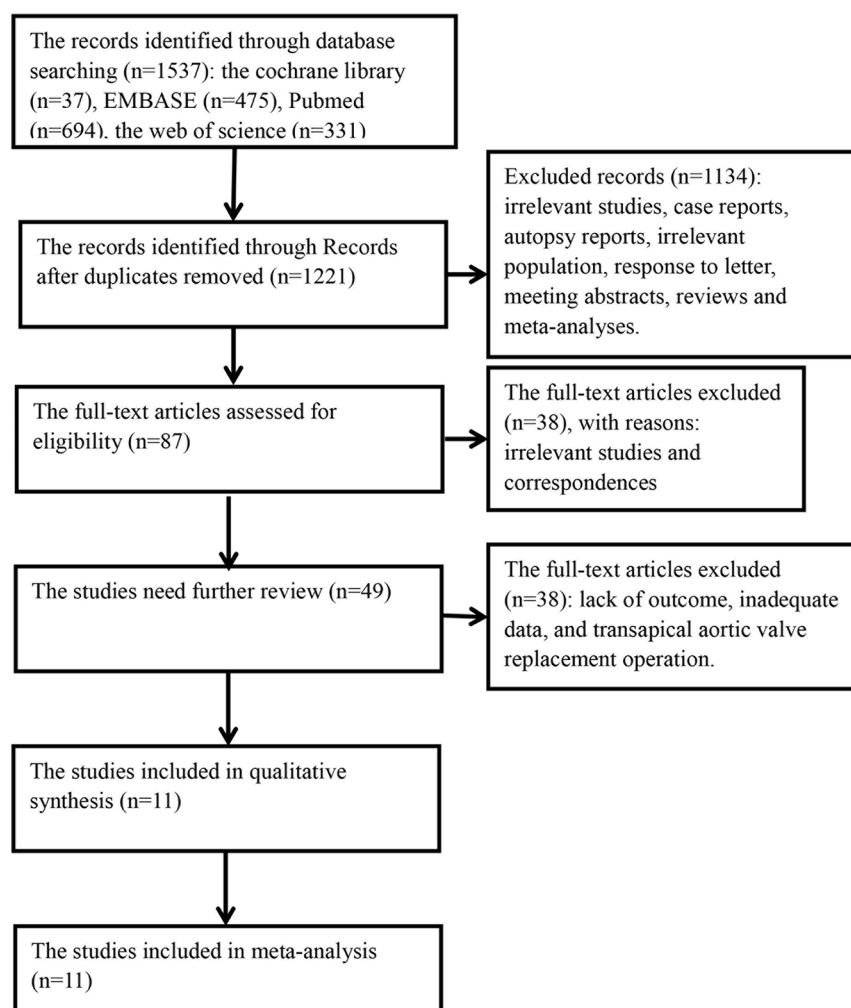 The records identified through database
searching (n=1537): the cochrane library
(n=37), EMBASE (n=475), Pubmed
(n=694), the web of science (n=331)
Excluded records (n=1134):
irrelevant studies, case reports,
autopsy reports, irrelevant
population, response to letter,
meeting abstracts, reviews and
meta-analyses.
The records identified through Records
after duplicates removed (n=1221)
The full-text articles assessed for
eligibility (n=87)
The full-text articles excluded
(n=38), with reasons:
irrelevant studies and
correspondences
The studies need further review (n=49)
The full-text articles excluded
(n=38): lack of outcome, inadequate
data, and transapical aortic valve
replacement operation.
The studies included in qualitative
synthesis (n=11)
The studies included in meta-analysis
(n=11)